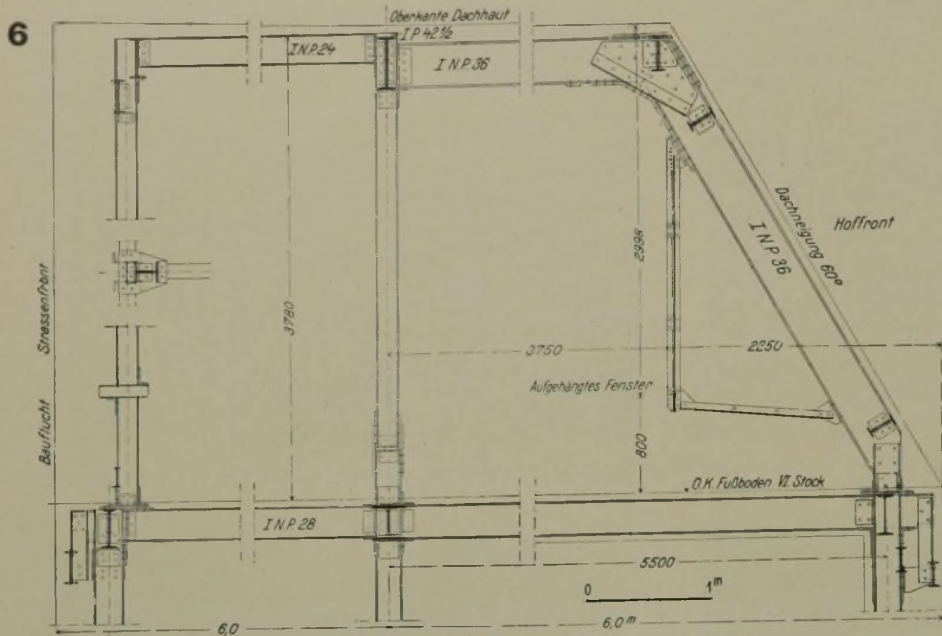 6
Oberkante Dachhaut
I P 42½
I N.P. 24
I N.P. 36
Hoffront
Dachneigung 60º
I N.P. 36
2998
Strassenfront
3780
3750
2250
Aufgehängtes Fenster
Bauflucht
800
O.K. Fußboden VI. Stock
I N.P. 28
5500
0 1ᵐ
6,0
6,0ᵐ